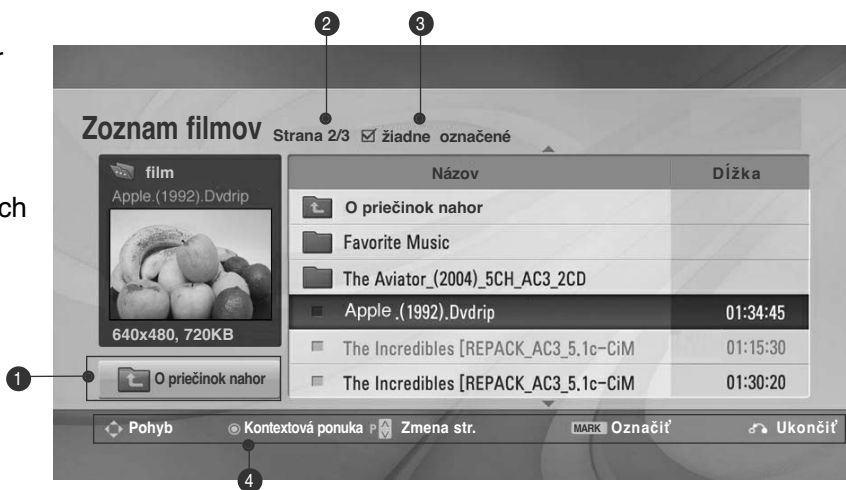 2 3
Zoznam filmov Strana 2/3 žiadne označené
film
Apple.(1992).Dvdrip
640x480, 720KB
1
O priečinok nahor
Názov Dĺžka
O priečinok nahor
Favorite Music
The Aviator_(2004)_5CH_AC3_2CD
Apple.(1992).Dvdrip 01:34:45
The Incredibles [REPACK_AC3_5.1c-CiM 01:15:30
The Incredibles [REPACK_AC3_5.1c-CiM 01:30:20
Pohyb Kontextová ponuka P Zmena str. MARK Označiť Ukončiť
4
ch